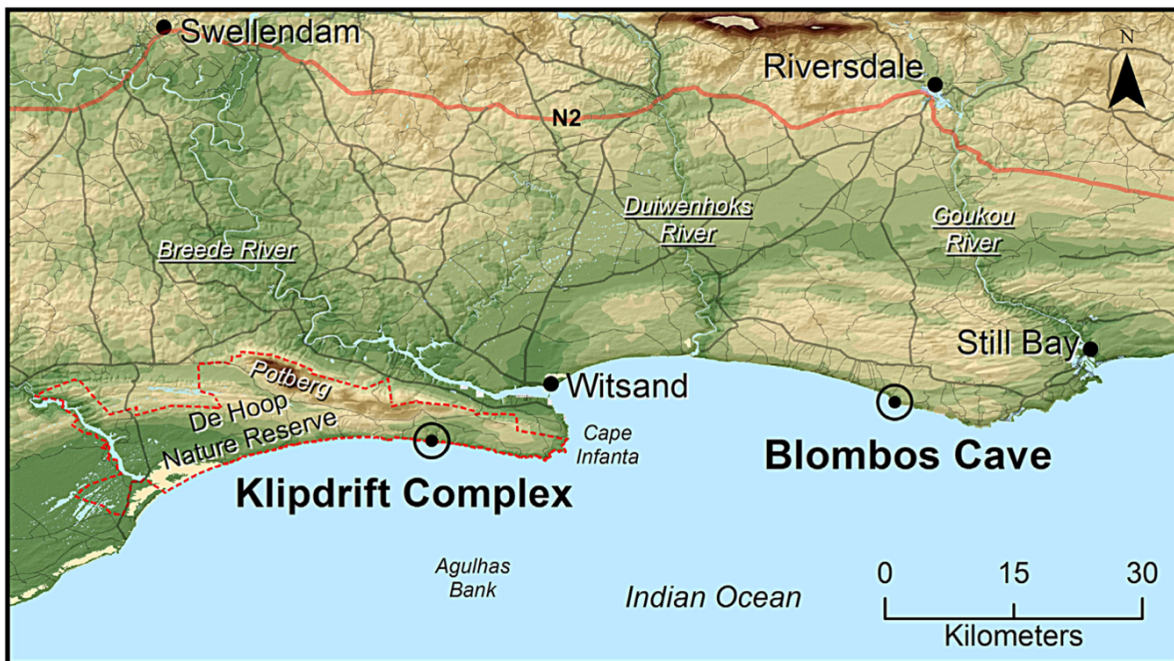 Swellendam
Riversdale
N
N2
Breede River
Duiwenhoks
River
Goukou
River
Still Bay
Potberg
De Hoop
Nature Reserve
Witsand
Cape
Infanta
Klipdrift Complex
Blombos Cave
Agulhas
Bank
Indian Ocean
0 15 30
Kilometers